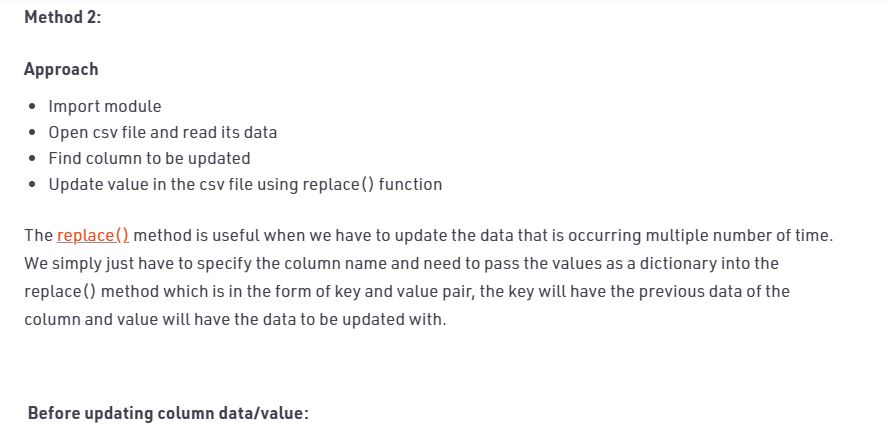 Method 2:
Approach
• Import module
• Open csv file and read its data
• Find column to be updated
• Update value in the csv file using replace() function
The replace() method is useful when we have to update the data that is occurring multiple number of time.
We simply just have to specify the column name and need to pass the values as a dictionary into the
replace() method which is in the form of key and value pair, the key will have the previous data of the
column and value will have the data to be updated with.
Before updating column data/value: